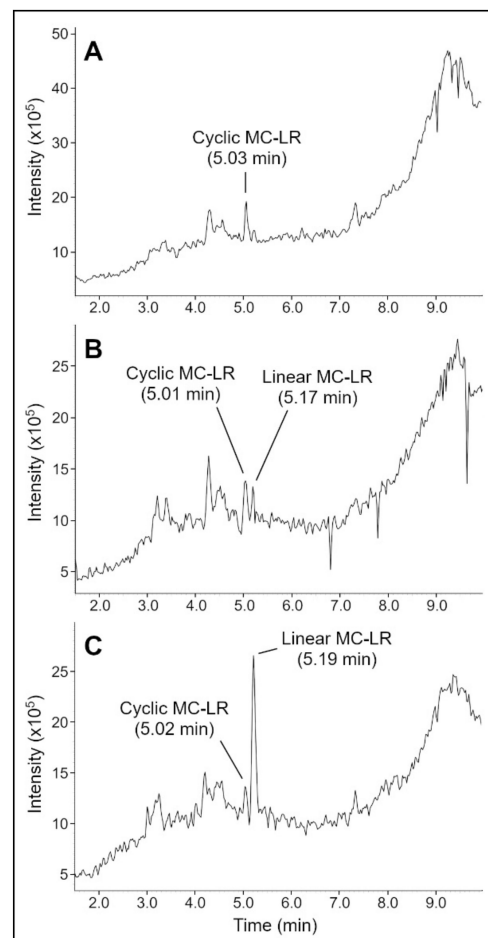 A
Intensity (x10⁵)
50
40
30
20
10
Cyclic MC-LR
(5.03 min)
2.0 3.0 4.0 5.0 6.0 7.0 8.0 9.0
B
Intensity (x10⁵)
25
20
15
10
5
Cyclic MC-LR
(5.01 min)
Linear MC-LR
(5.17 min)
2.0 3.0 4.0 5.0 6.0 7.0 8.0 9.0
C
Intensity (x10⁵)
25
20
15
10
5
Linear MC-LR
(5.19 min)
Cyclic MC-LR
(5.02 min)
2.0 3.0 4.0 5.0 6.0 7.0 8.0 9.0
Time (min)